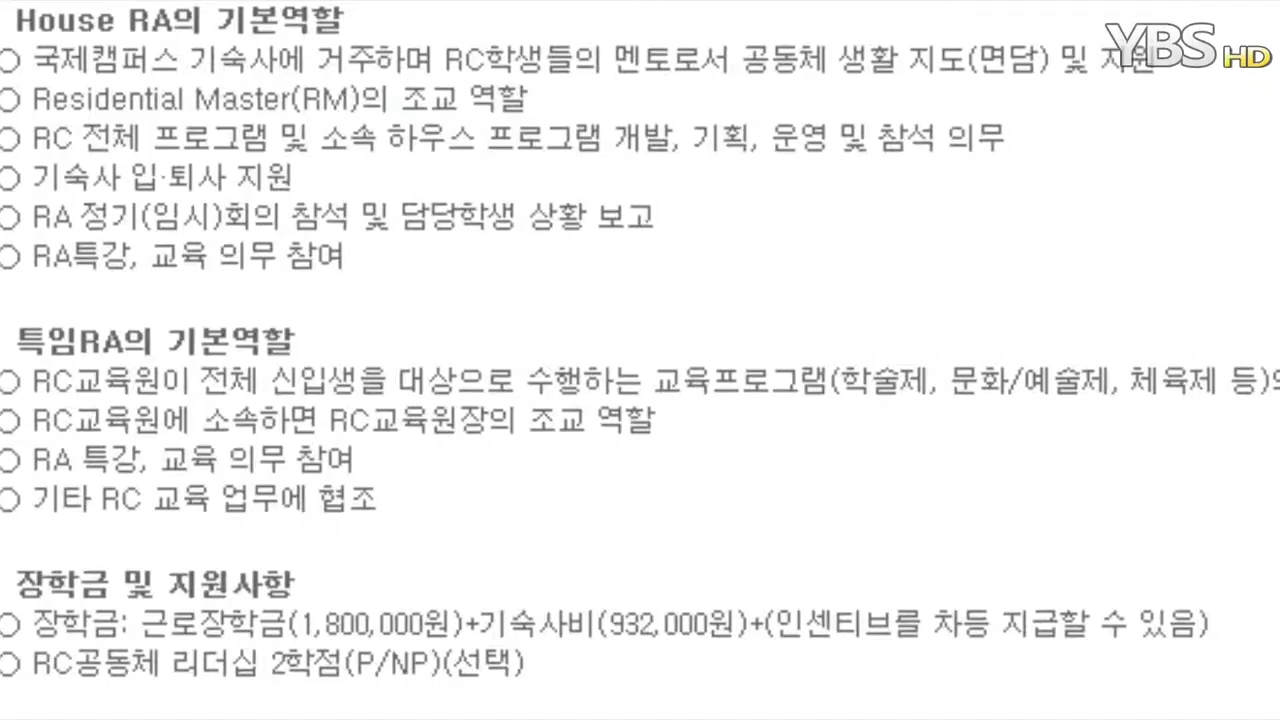 House RA의 기본역할
YBS HD
○ 국제캠퍼스 기숙사에 거주하며 RC학생들의 멘토로서 공동체 생활 지도(면담) 및 지원
○ Residential Master(RM)의 조교 역할
○ RC 전체 프로그램 및 소속 하우스 프로그램 개발, 기획, 운영 및 참석 의무
○ 기숙사 입·퇴사 지원
○ RA 정기(임시)회의 참석 및 담당학생 상황 보고
○ RA특강, 교육 의무 참여
특임RA의 기본역할
○ RC교육원이 전체 신입생을 대상으로 수행하는 교육프로그램(학술제, 문화/예술제, 체육제 등)
○ RC교육원에 소속하면 RC교육원장의 조교 역할
○ RA 특강, 교육 의무 참여
○ 기타 RC 교육 업무에 협조
장학금 및 지원사항
○ 장학금: 근로장학금(1,800,000원)+기숙사비(932,000원)+(인센티브를 차등 지급할 수 있음)
○ RC공동체 리더십 2학점(P/NP)(선택)